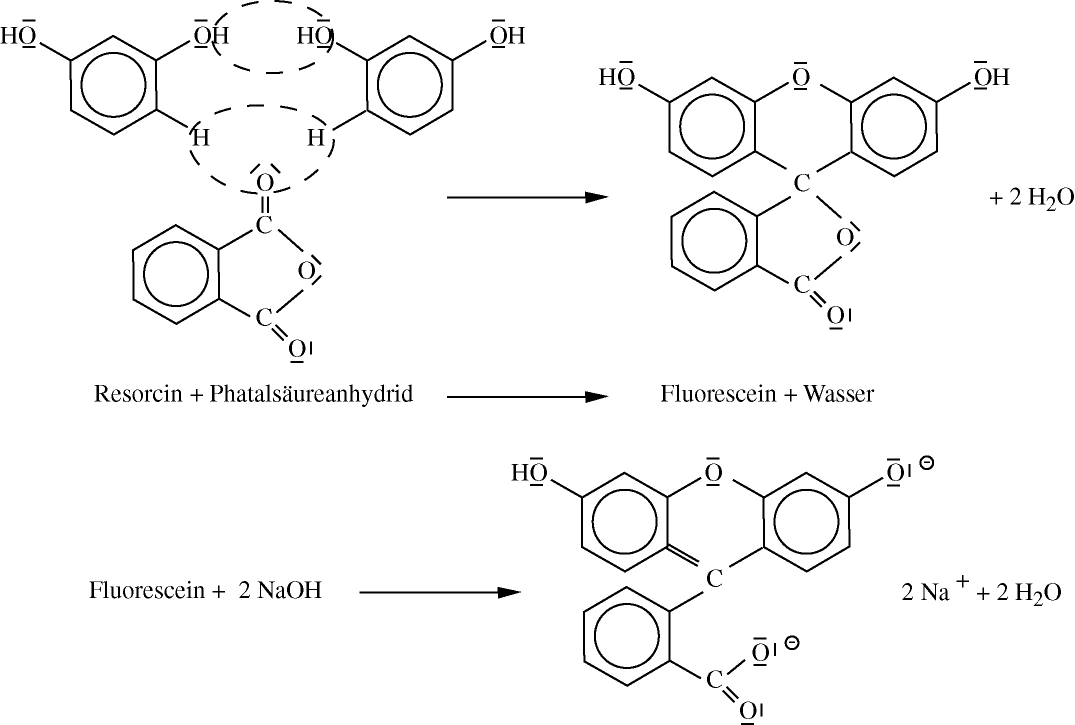 HO OH HO OH
H H
O
C
O
C
O
HO O OH
C
O
C
O
+ 2 H₂O
Resorcin + Phatalsäureanhydrid
Fluorescein + Wasser
HO O O⊖
C
O⊖
C
O
Fluorescein + 2 NaOH
2 Na⁺ + 2 H₂O